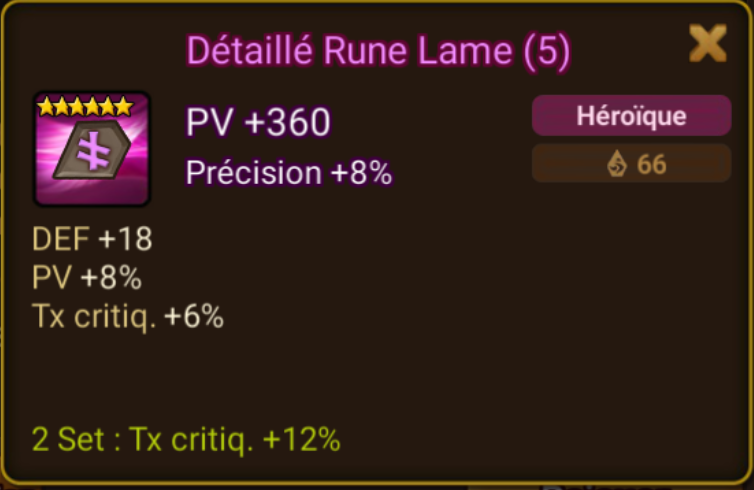 Détaillé Rune Lame (5)
PV +360
Héroïque
Précision +8%
66
DEF +18
PV +8%
Tx critiq. +6%
2 Set : Tx critiq. +12%